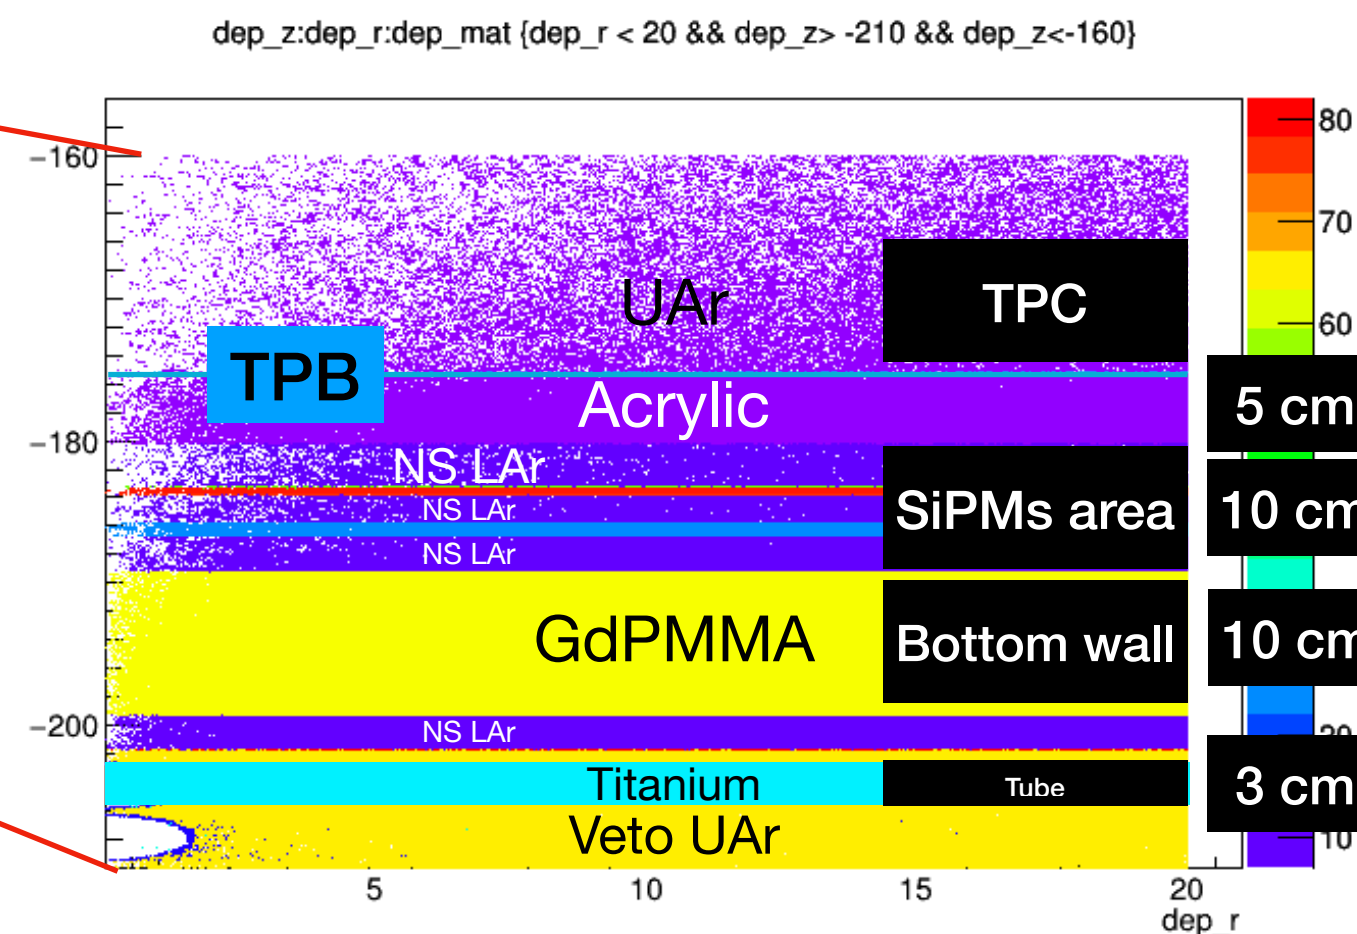 dep_z:dep_r:dep_mat {dep_r < 20 && dep_z> -210 && dep_z<-160}
80
−160
70
UAr
TPC
60
TPB
5 cm
Acrylic
−180
NS LAr
SiPMs area
10 cm
NS LAr
NS LAr
GdPMMA
Bottom wall
10 cm
−200
NS LAr
20
Titanium
Tube
3 cm
Veto UAr
10
5
10
15
20
dep_r